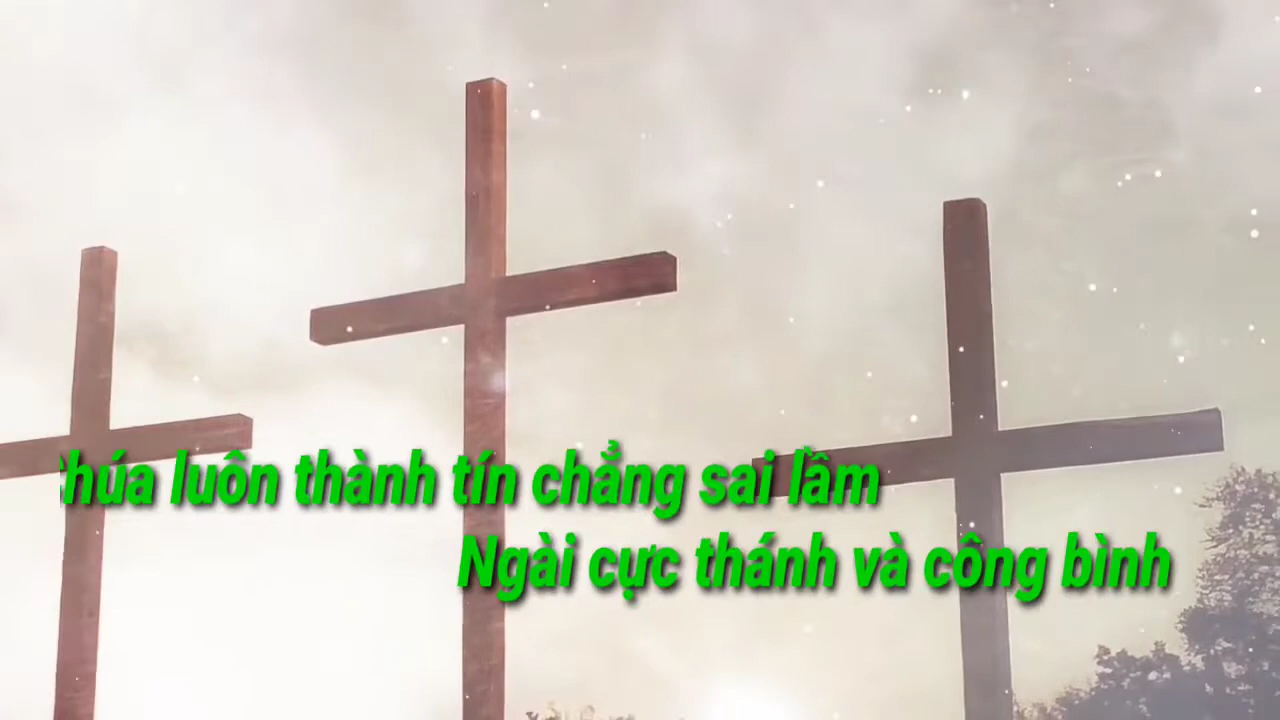 húa luôn thành tín chẳng sai lầm
Ngài cực thánh và công bình